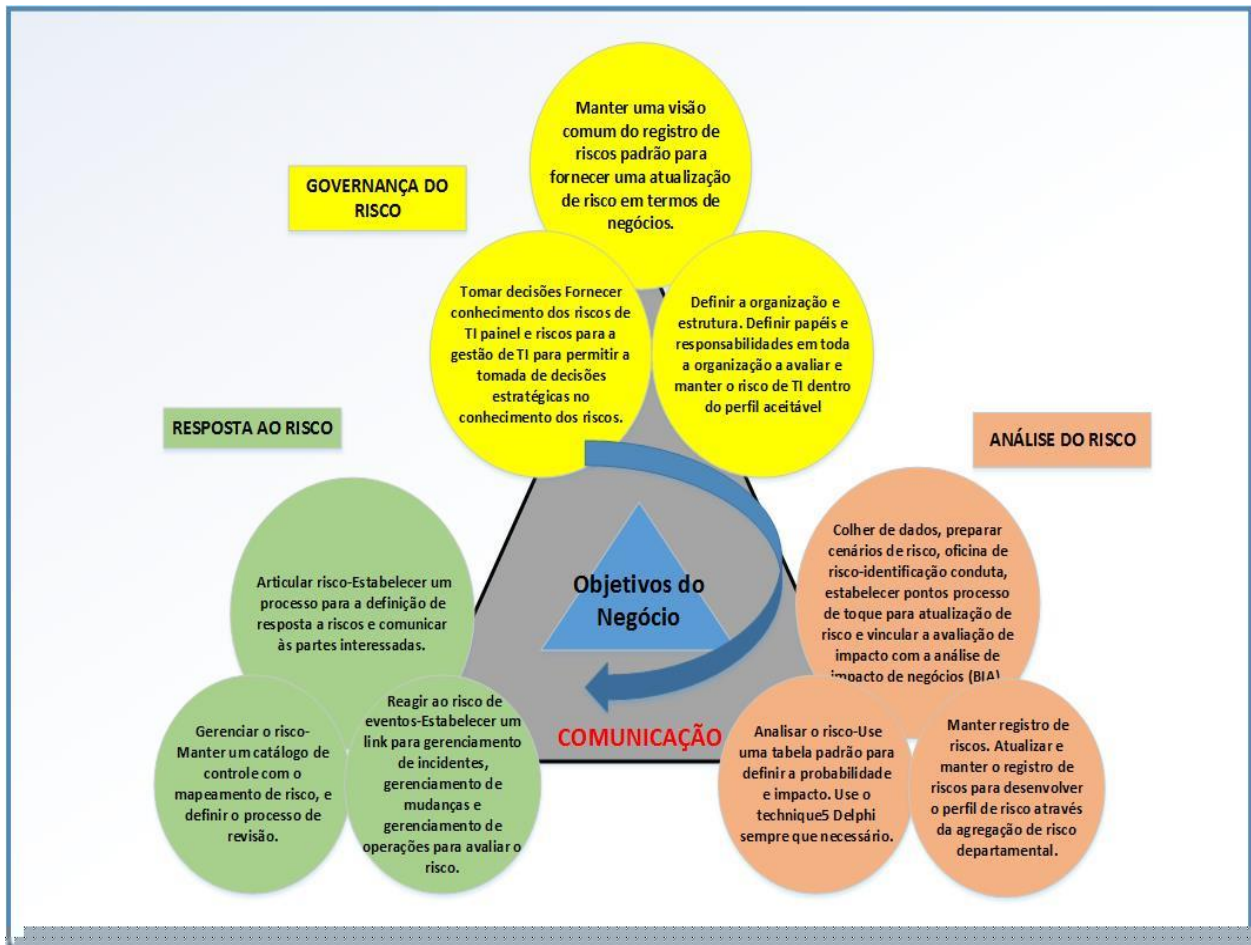 Manter uma visão
comum do registro de
riscos padrão para
fornecer uma atualização
de risco em termos de
negócios.
GOVERNANÇA DO
RISCO
Tomar decisões Fornecer
conhecimento dos riscos de
TI painel e riscos para a
gestão de TI para permitir a
tomada de decisões
estratégicas no
conhecimento dos riscos.
Definir a organização e
estrutura. Definir papéis e
responsabilidades em toda
a organização a avaliar e
manter o risco de TI dentro
do perfil aceitável
RESPOSTA AO RISCO
ANÁLISE DO RISCO
Articular risco-Estabelecer um
processo para a definição de
resposta a riscos e comunicar
às partes interessadas.
Objetivos do
Negócio
Colher de dados, preparar
cenários de risco, oficina de
risco-identificação conduta,
estabelecer pontos processo
de toque para atualização de
risco e vincular a avaliação de
impacto com a análise de
impacto de negócios (BIA)
Gerenciar o risco-
Manter um catálogo de
controle com o
mapeamento de risco, e
definir o processo de
revisão.
Reagir ao risco de
eventos-Estabelecer um
link para gerenciamento
de incidentes,
gerenciamento de
mudanças e
gerenciamento de
operações para avaliar o
risco.
COMUNICAÇÃO
Analisar o risco-Use
uma tabela padrão para
definir a probabilidade
e impacto. Use o
technique5 Delphi
sempre que necessário.
Manter registro de
riscos. Atualizar e
manter o registro de
riscos para desenvolver
o perfil de risco através
da agregação de risco
departamental.